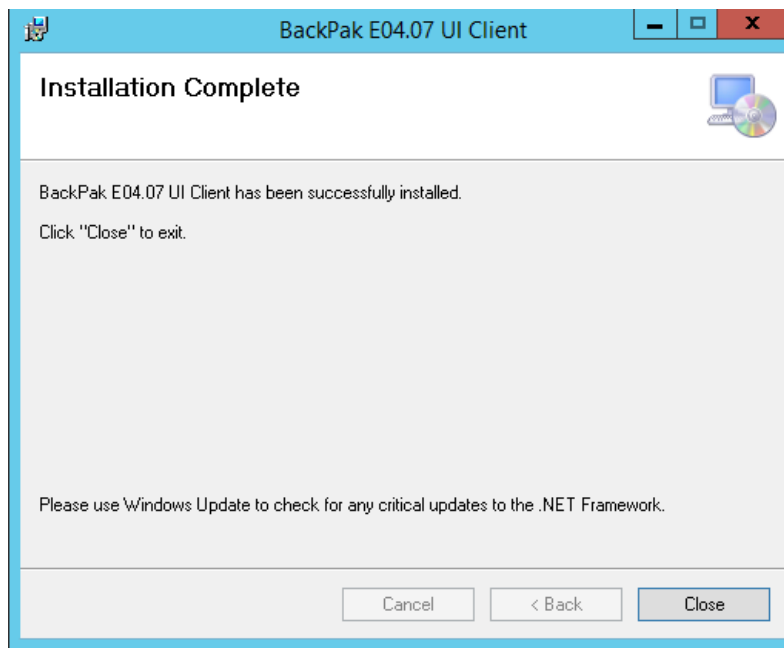 BackPak E04.07 UI Client
Installation Complete
BackPak E04.07 UI Client has been successfully installed.
Click "Close" to exit.
Please use Windows Update to check for any critical updates to the .NET Framework.
Cancel
< Back
Close